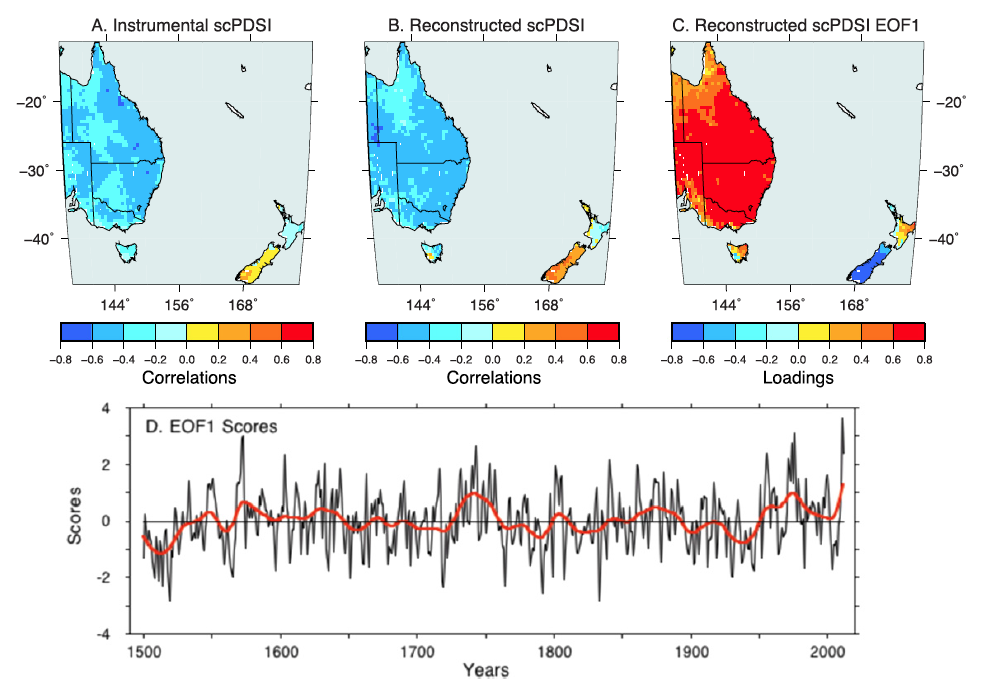 A. Instrumental scPDSI
B. Reconstructed scPDSI
C. Reconstructed scPDSI EOF1
−20°
−30°
−40°
−20°
−30°
−40°
144° 156° 168°
144° 156° 168°
144° 156° 168°
−0.8 −0.6 −0.4 −0.2 0.0 0.2 0.4 0.6 0.8
−0.8 −0.6 −0.4 −0.2 0.0 0.2 0.4 0.6 0.8
−0.8 −0.6 −0.4 −0.2 0.0 0.2 0.4 0.6 0.8
Correlations
Correlations
Loadings
D. EOF1 Scores
4
2
0
-2
-4
Scores
1500 1600 1700 1800 1900 2000
Years